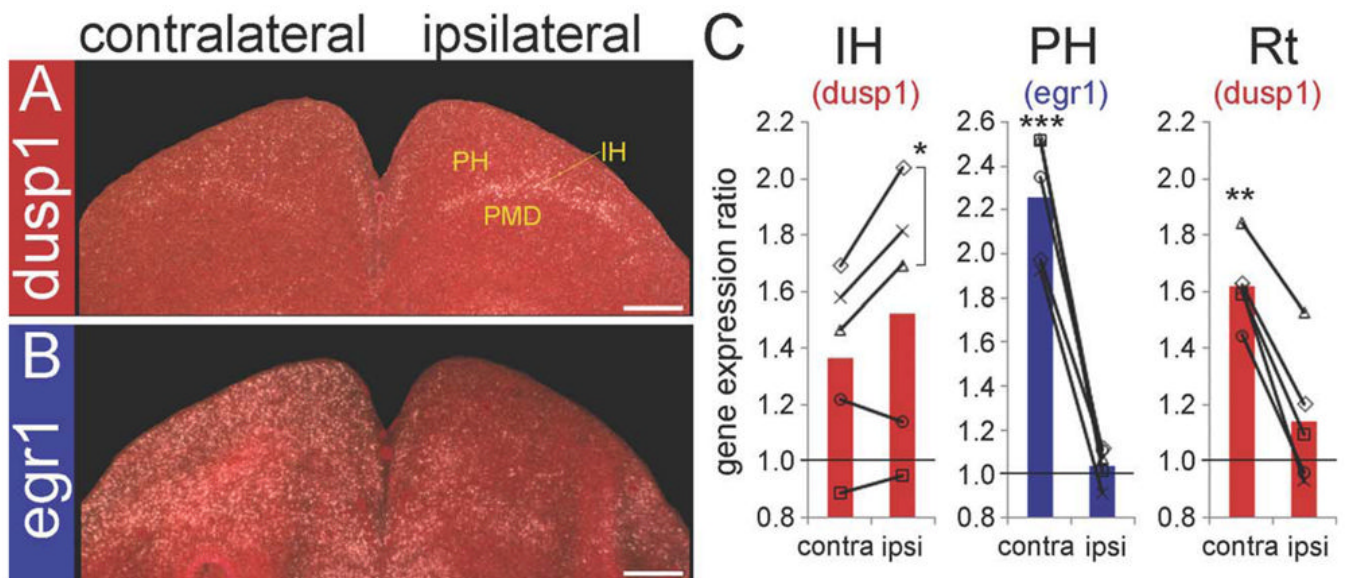 contralateral ipsilateral
A
dusp1
PH
IH
PMD
B
egr1
C
IH PH Rt
(dusp1) (egr1) (dusp1)
gene expression ratio
2.2
2.0
1.8
1.6
1.4
1.2
1.0
0.8
*
contra ipsi
2.6
2.4
2.2
2.0
1.8
1.6
1.4
1.2
1.0
0.8
***
contra ipsi
2.2
2.0
1.8
1.6
1.4
1.2
1.0
0.8
**
contra ipsi